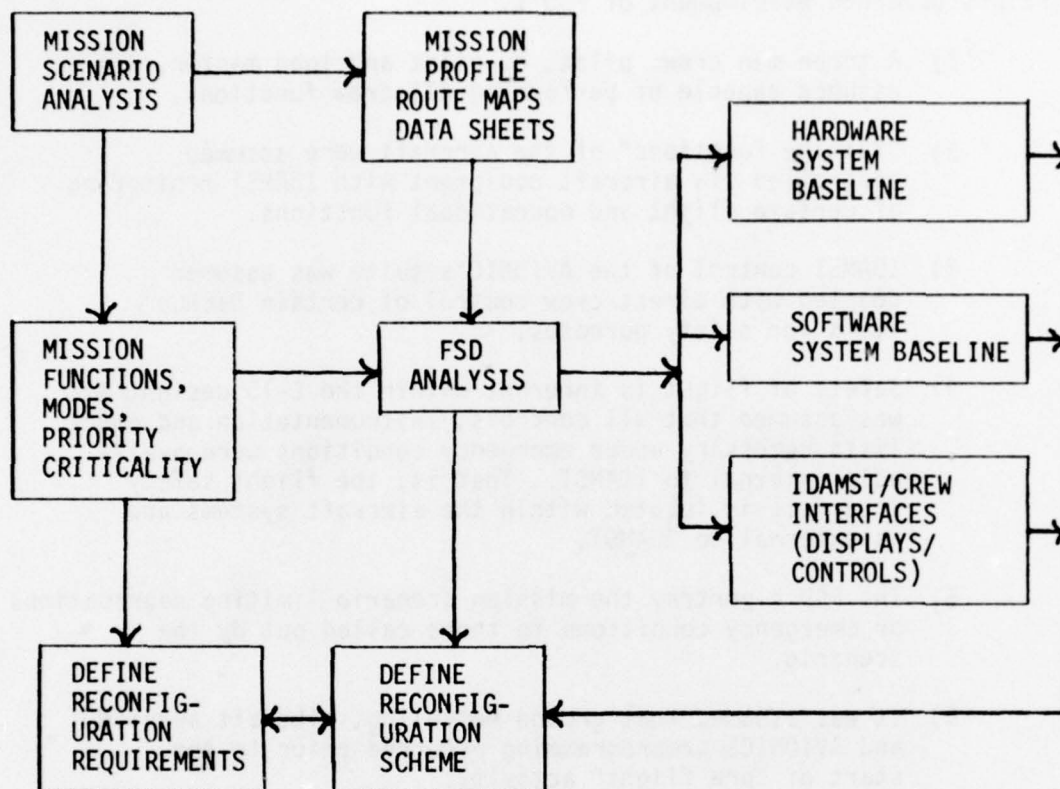 MISSION
SCENARIO
ANALYSIS
MISSION
PROFILE
ROUTE MAPS
DATA SHEETS
HARDWARE
SYSTEM
BASELINE
MISSION
FUNCTIONS,
MODES,
PRIORITY
CRITICALITY
FSD
ANALYSIS
SOFTWARE
SYSTEM BASELINE
IDAMST/CREW
INTERFACES
(DISPLAYS/
CONTROLS)
DEFINE
RECONFIG-
URATION
REQUIREMENTS
DEFINE
RECONFIG-
URATION
SCHEME